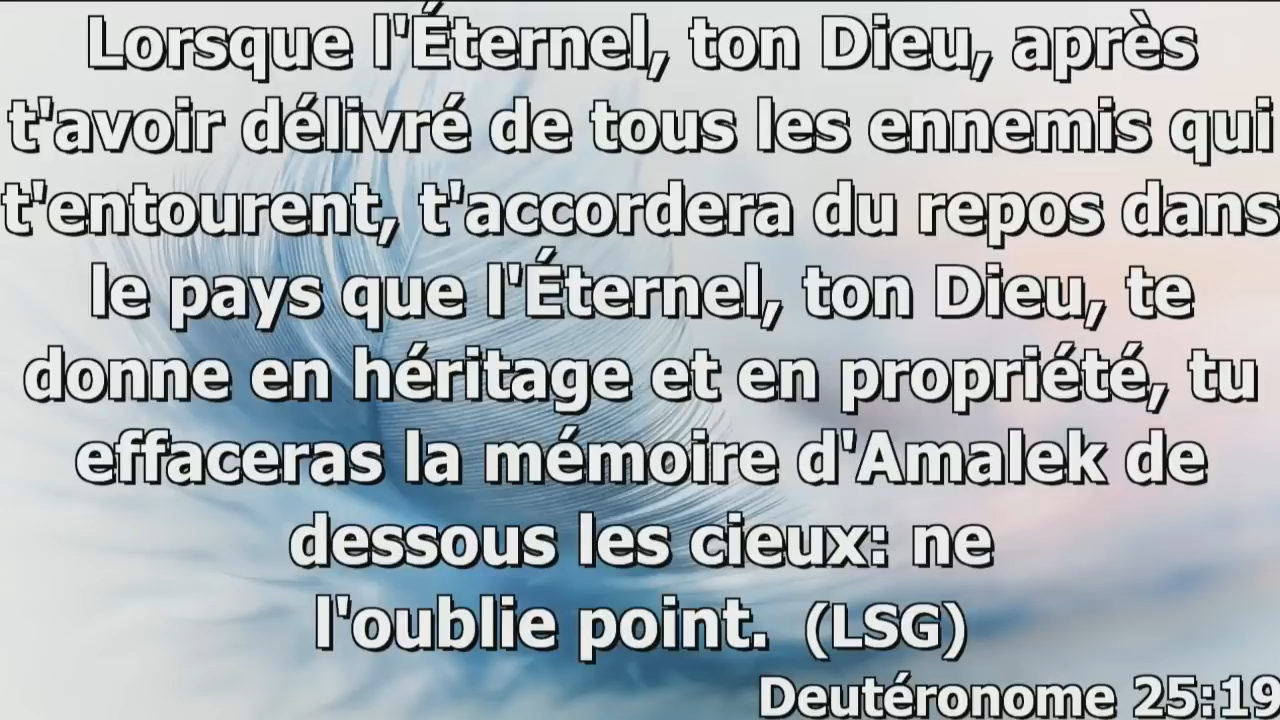 Lorsque l'Éternel, ton Dieu, après
t'avoir délivré de tous les ennemis qui
t'entourent, t'accordera du repos dans
le pays que l'Éternel, ton Dieu, te
donne en héritage et en propriété, tu
effaceras la mémoire d'Amalek de
dessous les cieux: ne
l'oublie point. (LSG)
Deutéronome 25:19